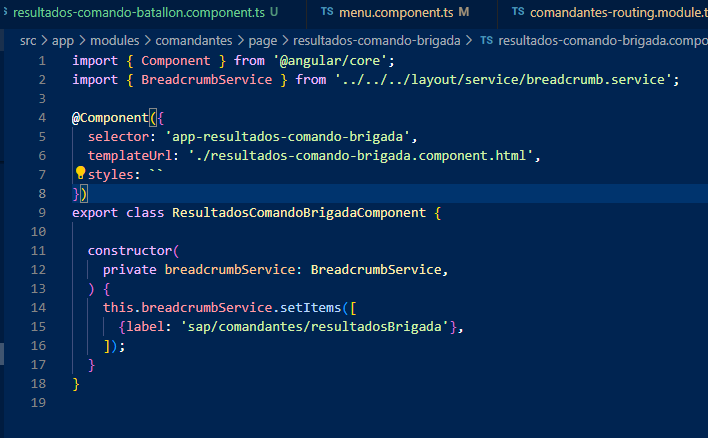 resultados-comando-batallon.component.ts U
menu.component.ts M
comandantes-routing.module.t
src > app > modules > comandantes > page > resultados-comando-brigada > TS resultados-comando-brigada.compo
1 import { Component } from '@angular/core';
2 import { BreadcrumbService } from '../../../layout/service/breadcrumb.service';
3
4 @Component({
5 selector: 'app-resultados-comando-brigada',
6 templateUrl: './resultados-comando-brigada.component.html',
7 styles: ``
8 })
9 export class ResultadosComandoBrigadaComponent {
10
11 constructor(
12 private breadcrumbService: BreadcrumbService,
13 ) {
14 this.breadcrumbService.setItems([
15 {label: 'sap/comandantes/resultadosBrigada'},
16 ]);
17 }
18 }
19